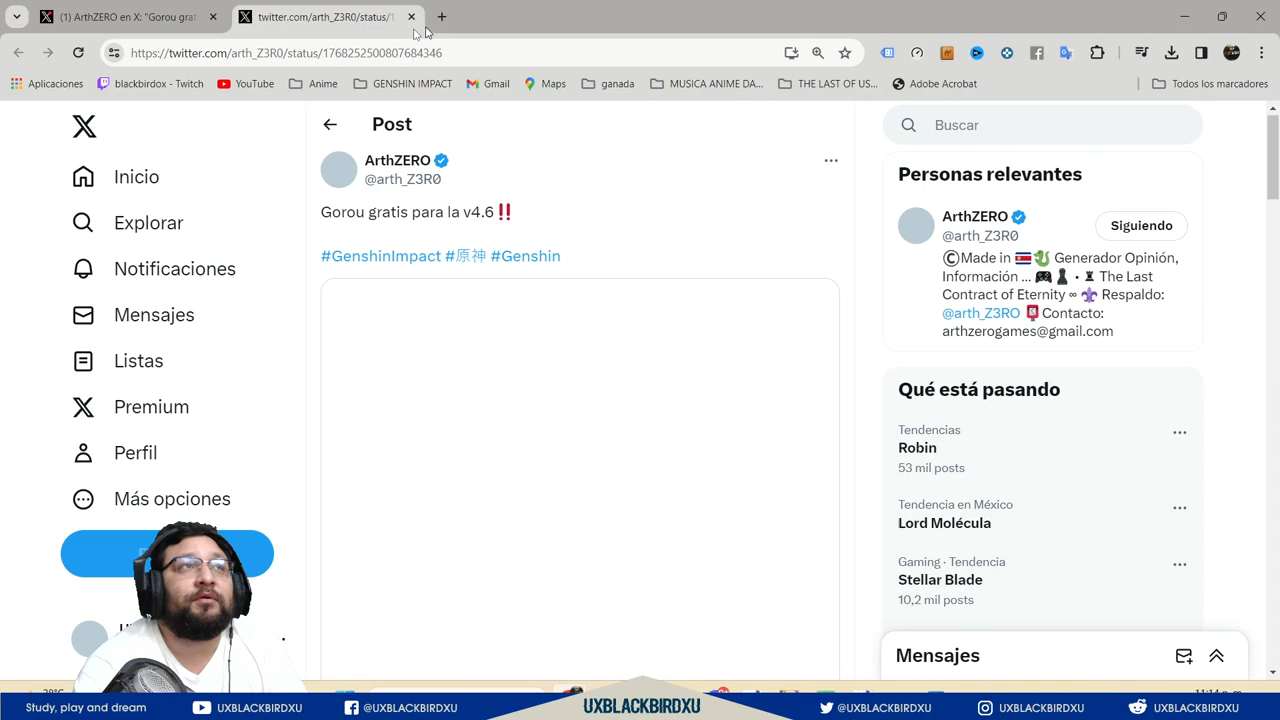 (1) ArthZERO en X: "Gorou grat
twitter.com/arth_Z3R0/status/1
https://twitter.com/arth_Z3R0/status/1768252500807684346
Aplicaciones
blackbirdox - Twitch
YouTube
Anime
GENSHIN IMPACT
Gmail
Maps
ganada
MUSICA ANIME DA...
THE LAST OF US...
Adobe Acrobat
Todos los marcadores
Inicio
Explorar
Notificaciones
Mensajes
Listas
Premium
Perfil
Más opciones
Post
ArthZERO
@arth_Z3R0
Gorou gratis para la v4.6‼️
#GenshinImpact #原神 #Genshin
Buscar
Personas relevantes
ArthZERO
@arth_Z3R0
Siguiendo
©Made in 🇨🇷🐉 Generador Opinión,
Información ... 🎮♟️ • ♜ The Last
Contract of Eternity ∞ ⚜️ Respaldo:
@arth_Z3RO 📮Contacto:
arthzerogames@gmail.com
Qué está pasando
Tendencias
Robin
53 mil posts
Tendencia en México
Lord Molécula
Gaming · Tendencia
Stellar Blade
10,2 mil posts
Mensajes
Study, play and dream
UXBLACKBIRDXU
@UXBLACKBIRDXU
UXBLACKBIRDXU
@UXBLACKBIRDXU
UXBLACKBIRDXU
UXBLACKBIRDXU